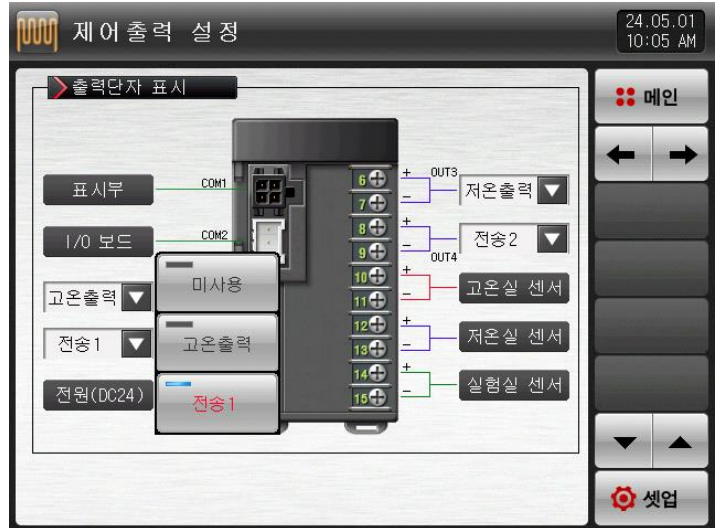 제어출력 설정
24.05.01
10:05 AM
출력단자 표시
메인
표시부
COM1
I/O 보드
COM2
고온출력
전송1
전원(DC24)
미사용
고온출력
전송1
6
7
8
9
10
11
12
13
14
15
+
-
+
-
+
-
+
-
+
-
OUT3
저온출력
전송2
OUT4
고온실 센서
저온실 센서
실험실 센서
셋업